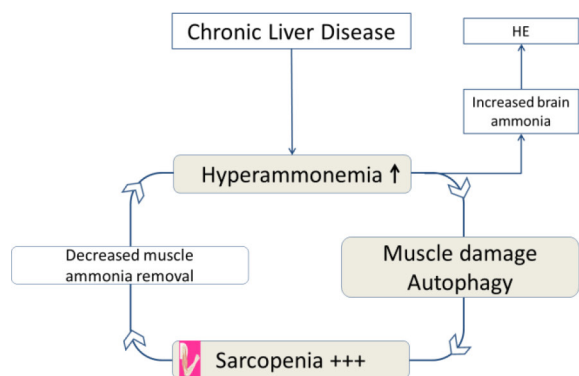 Chronic Liver Disease
HE
Increased brain
ammonia
Hyperammonemia ↑
Decreased muscle
ammonia removal
Muscle damage
Autophagy
Sarcopenia +++